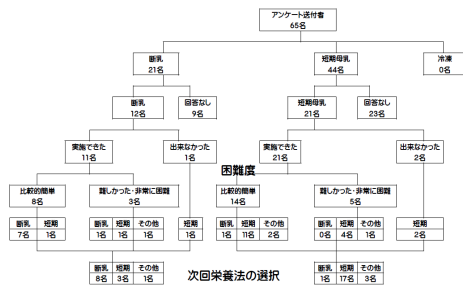 アンケート送付者
65名
断乳
21名
短期母乳
44名
冷凍
0名
断乳
12名
回答なし
9名
短期母乳
21名
回答なし
23名
実施できた
11名
出来なかった
1名
実施できた
21名
出来なかった
2名
困難度
比較的簡単
8名
難しかった・非常に困難
3名
比較的簡単
14名
難しかった・非常に困難
5名
断乳 短期
7名 1名
断乳 短期 その他
1名 1名 1名
短期
1名
断乳 短期 その他
1名 11名 2名
断乳 短期 その他
0名 4名 1名
短期
2名
次回栄養法の選択
断乳 短期 その他
8名 3名 1名
断乳 短期 その他
1名 17名 3名